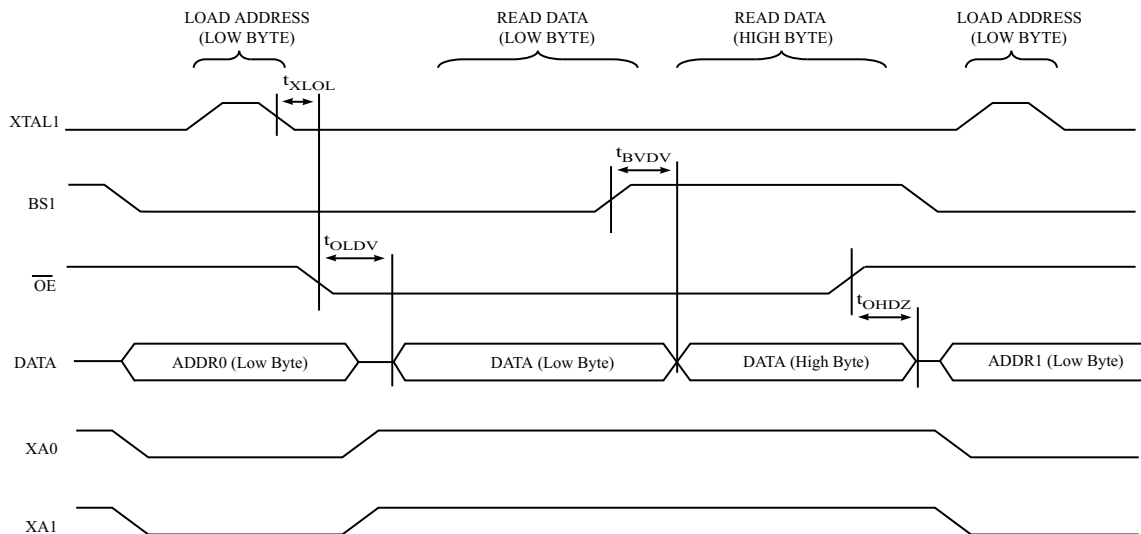 LOAD ADDRESS
(LOW BYTE)
READ DATA
(LOW BYTE)
READ DATA
(HIGH BYTE)
LOAD ADDRESS
(LOW BYTE)
tXLOL
XTAL1
tBVDV
BS1
tOLDV
OE
tOHDZ
DATA
ADDR0 (Low Byte)
DATA (Low Byte)
DATA (High Byte)
ADDR1 (Low Byte)
XA0
XA1